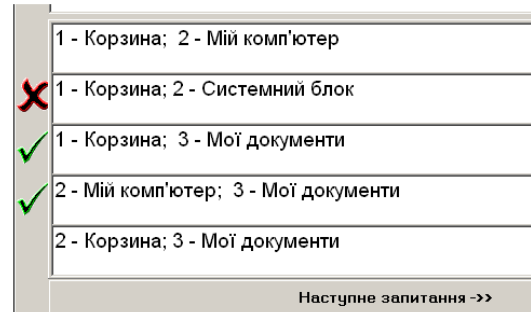 1 - Корзина;  2 - Мій комп'ютер
1 - Корзина; 2 - Системний блок
1 - Корзина;  3 - Мої документи
2 - Мій комп'ютер;  3 - Мої документи
2 - Корзина; 3 - Мої документи
Наступне запитання ->>